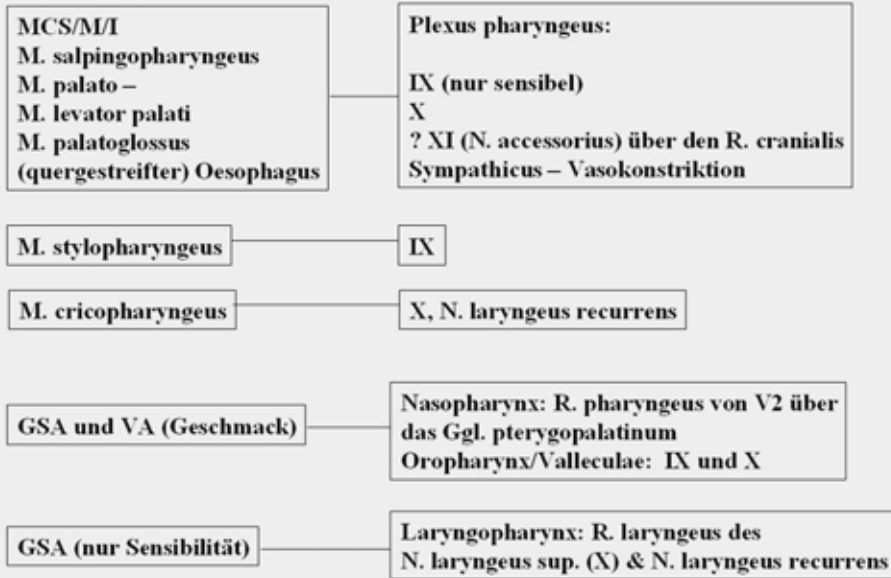 MCS/M/I
M. salpingopharyngeus
M. palato –
M. levator palati
M. palatoglossus
(quergestreifter) Oesophagus
Plexus pharyngeus:
IX (nur sensibel)
X
? XI (N. accessorius) über den R. cranialis
Sympathicus – Vasokonstriktion
M. stylopharyngeus
IX
M. cricopharyngeus
X, N. laryngeus recurrens
GSA und VA (Geschmack)
Nasopharynx: R. pharyngeus von V2 über
das Ggl. pterygopalatinum
Oropharynx/Valleculae: IX und X
GSA (nur Sensibilität)
Laryngopharynx: R. laryngeus des
N. laryngeus sup. (X) & N. laryngeus recurrens